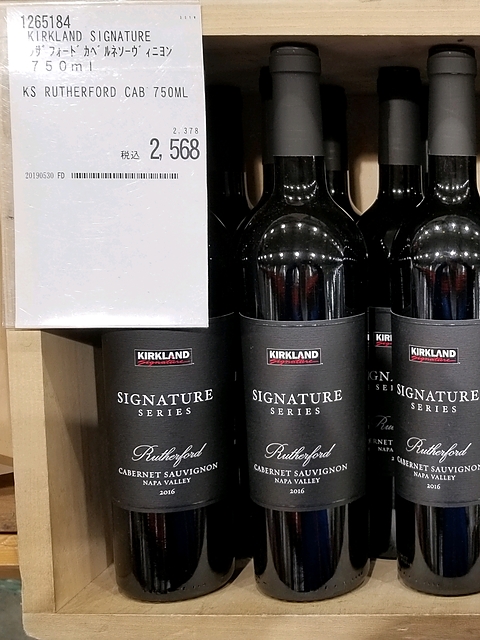 1265184
KIRKLAND SIGNATURE
ﾗｻﾞﾌｫｰﾄﾞ ｶﾍﾞﾙﾈｿｰｳﾞｨﾆﾖﾝ
７５０ｍｌ
KS RUTHERFORD CAB 750ML
2,378
税込 2,568
20190530 FD
KIRKLAND
Signature
SIGNATURE
SERIES
Rutherford
CABERNET SAUVIGNON
NAPA VALLEY
2016
KIRKLAND
Signature
SIGNATURE
SERIES
Rutherford
CABERNET SAUVIGNON
NAPA VALLEY
2016
KIRKLAND
Signature
SIGNATURE
SERIES
Rutherford
CABERNET SAUVIGNON
NAPA VALLEY
2016